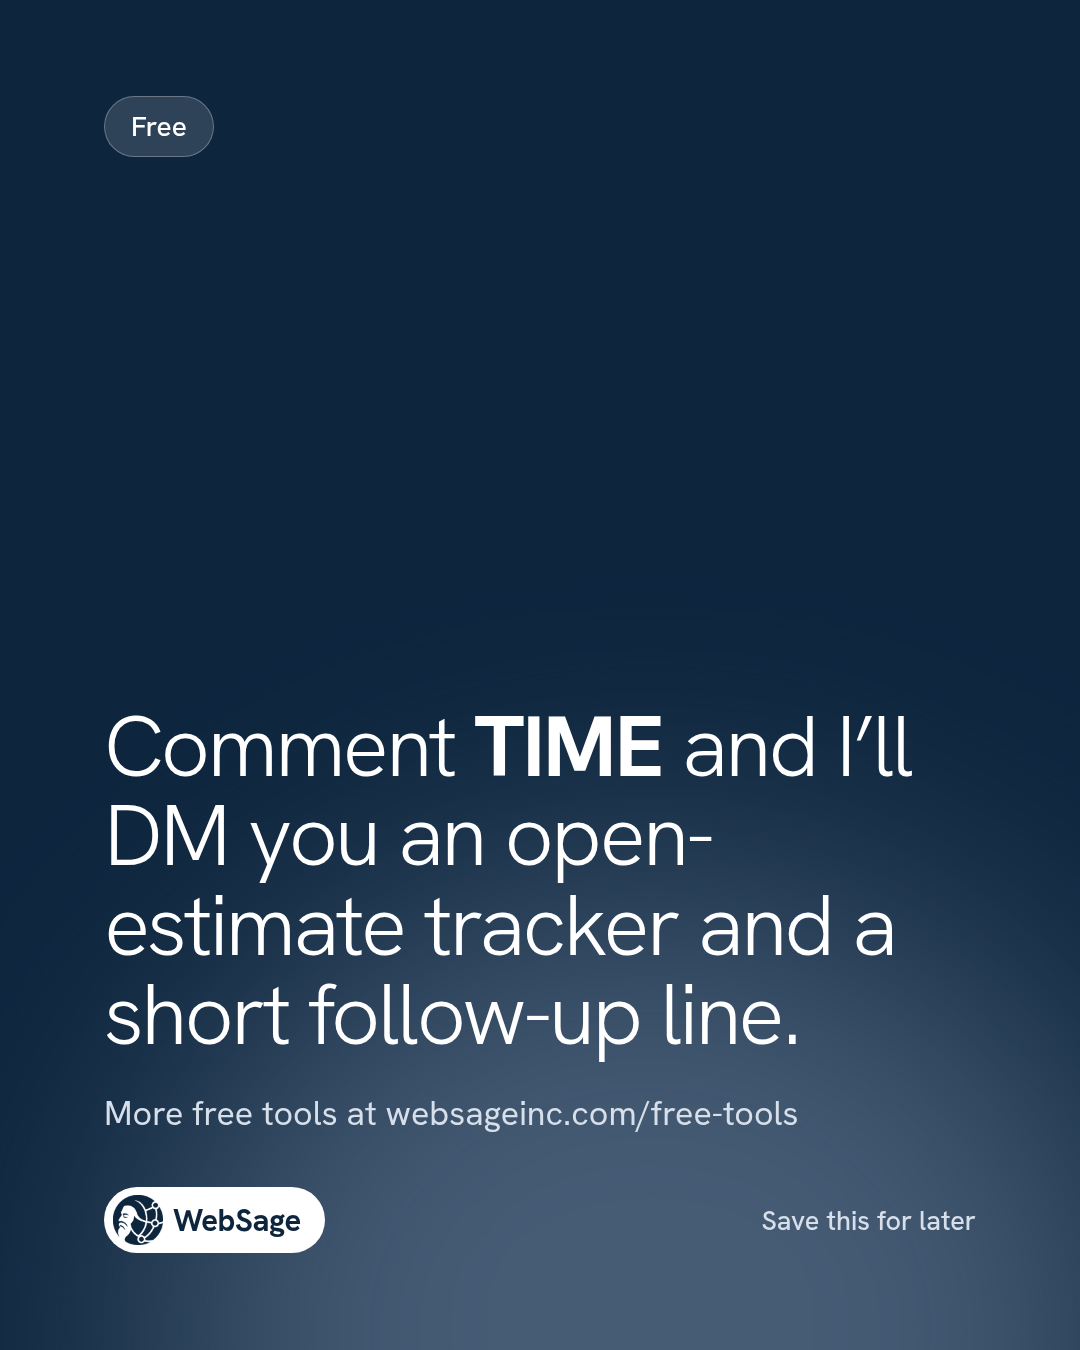 Free
Comment TIME and I’ll
DM you an open-
estimate tracker and a
short follow-up line.
More free tools at websageinc.com/free-tools
WebSage
Save this for later